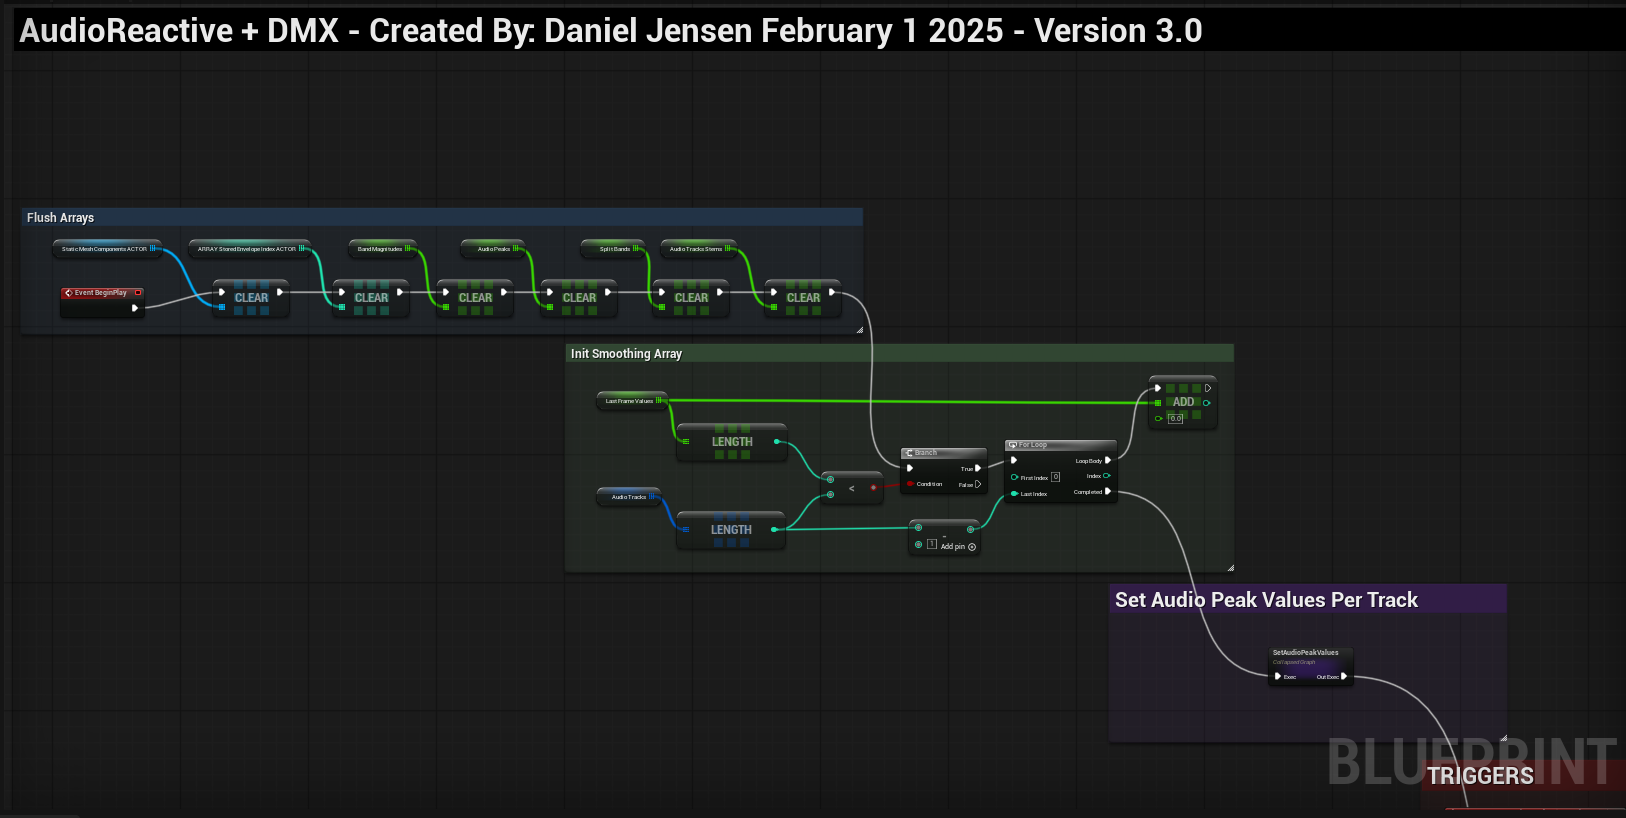 AudioReactive + DMX - Created By: Daniel Jensen February 1 2025 - Version 3.0
Flush Arrays
Static Mesh Components ACTOR
ARRAY Stored Envelope Index ACTOR
Band Magnitudes
Audio Peaks
Split Bands
Audio Tracks Stems
Event BeginPlay
CLEAR
CLEAR
CLEAR
CLEAR
CLEAR
CLEAR
Init Smoothing Array
Last Frame Values
ADD
0.0
LENGTH
Branch
True
Condition
False
For Loop
Loop Body
First Index 0
Index
Last Index
Completed
<
Audio Tracks
LENGTH
-
1
Add pin
Set Audio Peak Values Per Track
SetAudioPeakValues
Collapsed Graph
Exec
Out Exec
BLUEPRINT
TRIGGERS